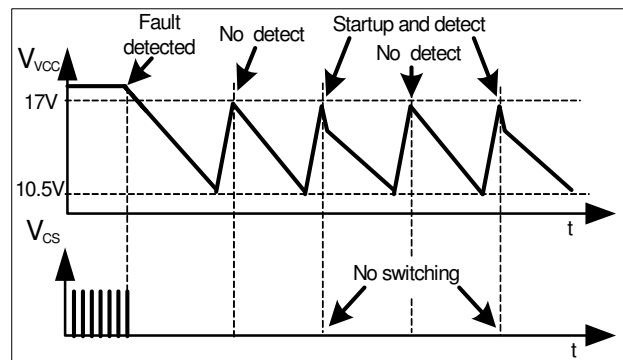 Fault
detected
No detect
Startup and detect
No detect
VVCC
17V
10.5V
t
VCS
No switching
t